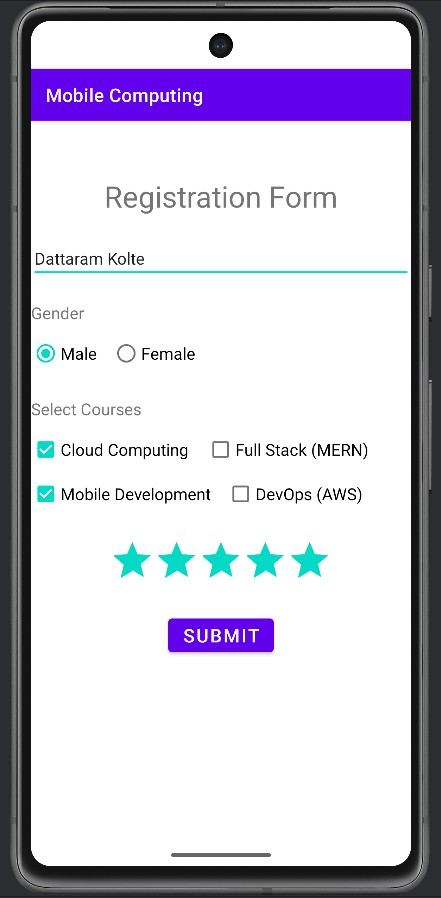 Mobile Computing
Registration Form
Dattaram Kolte
Gender
Male Female
Select Courses
Cloud Computing Full Stack (MERN)
Mobile Development DevOps (AWS)
SUBMIT